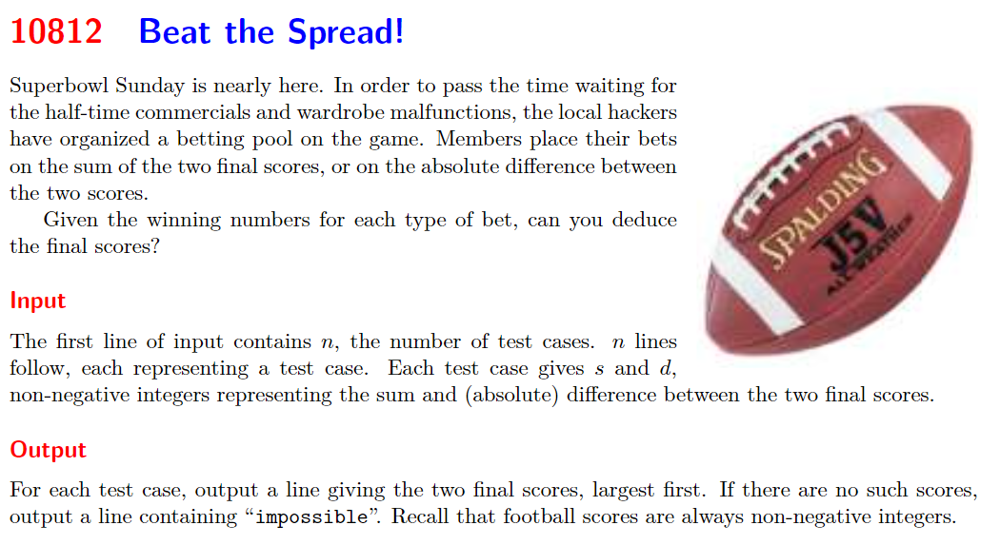 10812 Beat the Spread!
Superbowl Sunday is nearly here. In order to pass the time waiting for
the half-time commercials and wardrobe malfunctions, the local hackers
have organized a betting pool on the game. Members place their bets
on the sum of the two final scores, or on the absolute difference between
the two scores.
Given the winning numbers for each type of bet, can you deduce
the final scores?
SPALDING
J5V
ALL WEATHER
Input
The first line of input contains n, the number of test cases. n lines
follow, each representing a test case. Each test case gives s and d,
non-negative integers representing the sum and (absolute) difference between the two final scores.
Output
For each test case, output a line giving the two final scores, largest first. If there are no such scores,
output a line containing “impossible”. Recall that football scores are always non-negative integers.